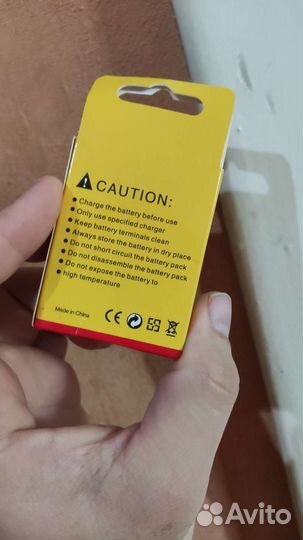 CAUTION:
● Charge the battery before use
● Only use specified charger
● Keep battery terminals clean
● Always store the battery in dry place
● Do not short circuit the battery pack
● Do not disassemble the battery pack
● Do not expose the battery to
● high temperature
Made in China
CE
Avito